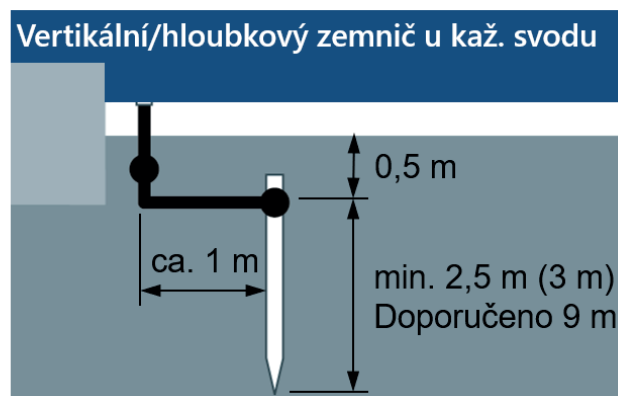 Vertikální/hloubkový zemnič u kaž. svodu
0,5 m
ca. 1 m
min. 2,5 m (3 m)
Doporučeno 9 m